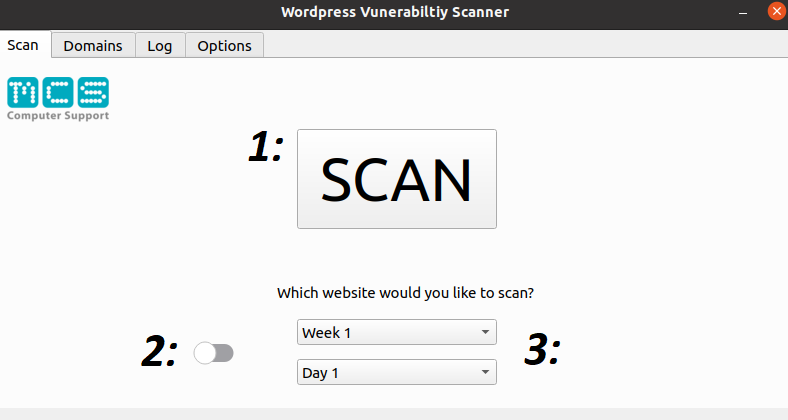 Wordpress Vunerabiltiy Scanner
Scan Domains Log Options
MCS
Computer Support
1:
SCAN
Which website would you like to scan?
2:
Week 1
3:
Day 1